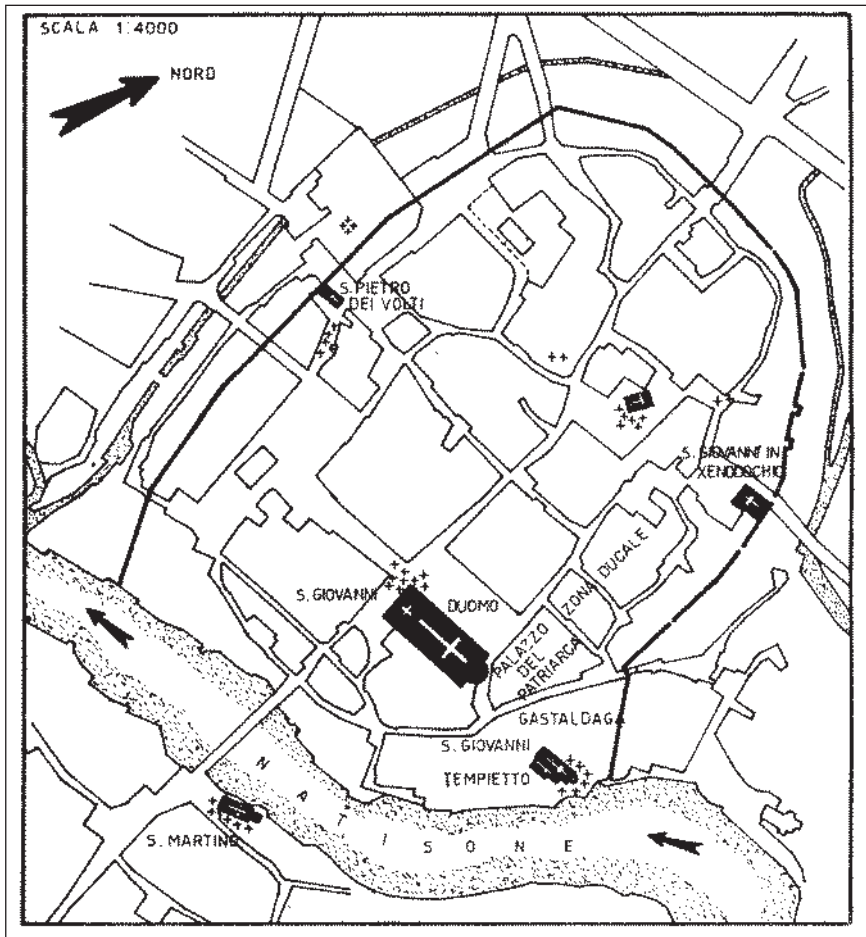 SCALA 1:4000
NORD
S. PIETRO
DEI VOLTI
S. GIOVANNI IN
XENODOCHIO
ZONA DUCALE
S. GIOVANNI
DUOMO
PALAZZO
DEL
PATRIARCA
GASTALDAGA
S. GIOVANNI
TEMPIETTO
S. MARTINO
NATISONE